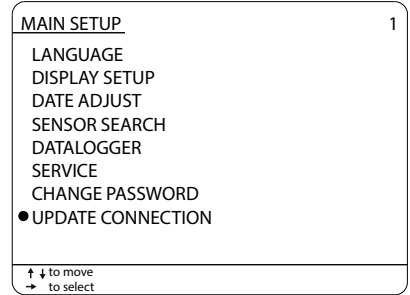 MAIN SETUP 1
LANGUAGE
DISPLAY SETUP
DATE ADJUST
SENSOR SEARCH
DATALOGGER
SERVICE
CHANGE PASSWORD
●UPDATE CONNECTION
↑ ↓ to move
→ to select